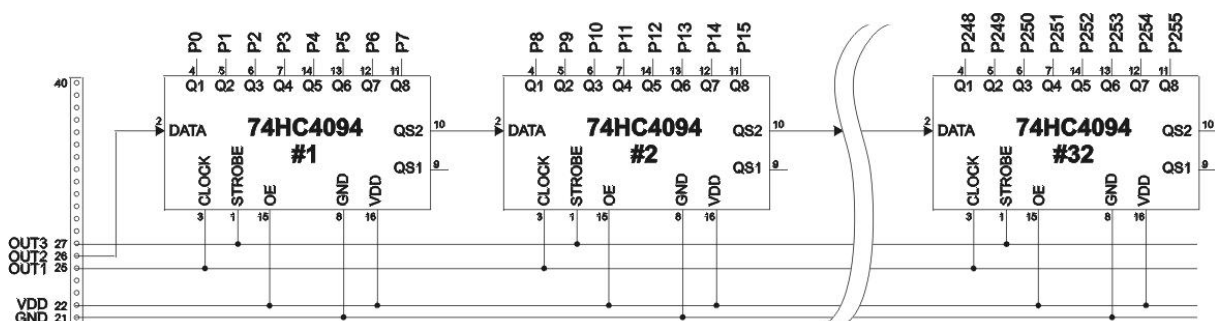 P0 P1 P2 P3 P4 P5 P6 P7
P8 P9 P10 P11 P12 P13 P14 P15
P248 P249 P250 P251 P252 P253 P254 P255
40
4 5 6 7 14 13 12 11
Q1 Q2 Q3 Q4 Q5 Q6 Q7 Q8
2 DATA
74HC4094
#1
QS2 10
QS1 9
CLOCK STROBE OE GND VDD
3 1 15 8 16
4 5 6 7 14 13 12 11
Q1 Q2 Q3 Q4 Q5 Q6 Q7 Q8
2 DATA
74HC4094
#2
QS2 10
QS1 9
CLOCK STROBE OE GND VDD
3 1 15 8 16
4 5 6 7 14 13 12 11
Q1 Q2 Q3 Q4 Q5 Q6 Q7 Q8
2 DATA
74HC4094
#32
QS2 10
QS1 9
CLOCK STROBE OE GND VDD
3 1 15 8 16
OUT3 27
OUT2 26
OUT1 25
VDD 22
GND 21